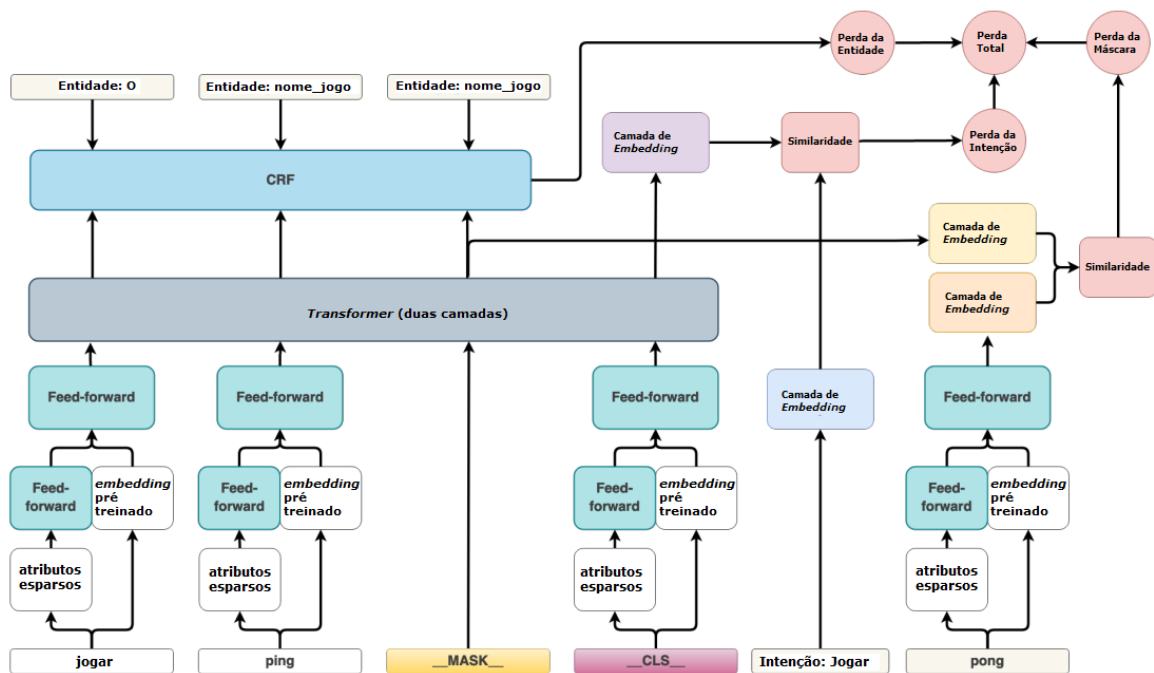 Perda da
Entidade
Perda
Total
Perda da
Máscara
Entidade: O
Entidade: nome_jogo
Entidade: nome_jogo
Camada de
Embedding
Similaridade
Perda da
Intenção
CRF
Camada de
Embedding
Similaridade
Camada de
Embedding
Transformer (duas camadas)
Feed-forward
Feed-forward
Feed-forward
Camada de
Embedding
Feed-forward
Feed-
forward
embedding
pré
treinado
Feed-
forward
embedding
pré
treinado
Feed-
forward
embedding
pré
treinado
Feed-
forward
embedding
pré
treinado
atributos
esparsos
atributos
esparsos
atributos
esparsos
atributos
esparsos
jogar
ping
__MASK__
__CLS__
Intenção: Jogar
pong